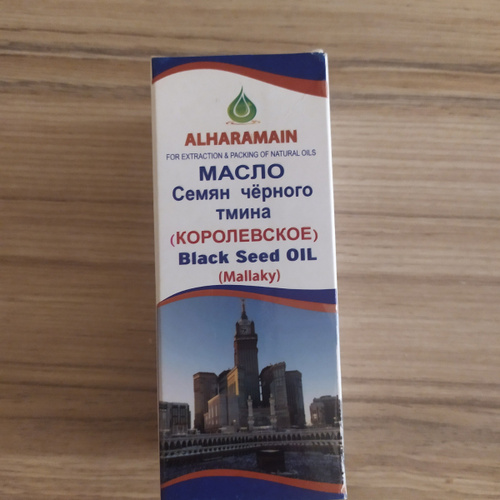 ALHARAMAIN
FOR EXTRACTION & PACKING OF NATURAL OILS
МАСЛО
Семян чёрного
тмина
(КОРОЛЕВСКОЕ)
Black Seed OIL
(Mallaky)